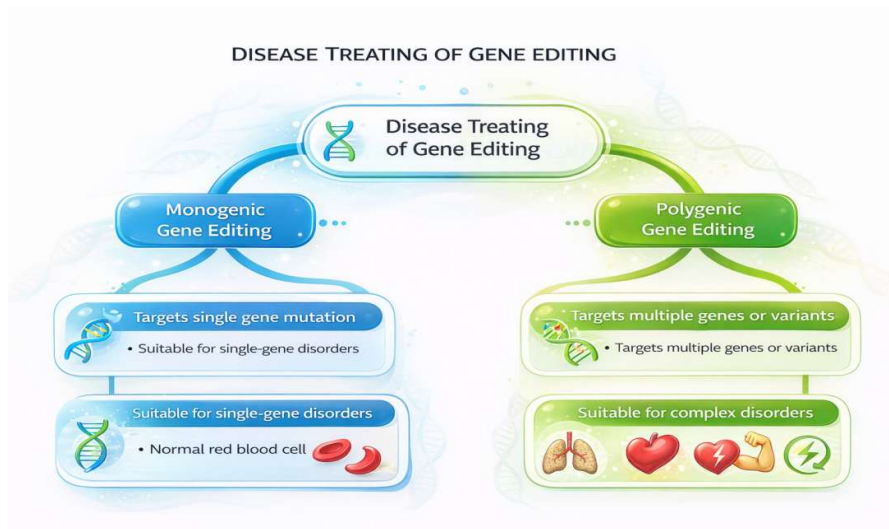 DISEASE TREATING OF GENE EDITING
Disease Treating
of Gene Editing
Monogenic
Gene Editing
Polygenic
Gene Editing
Targets single gene mutation
• Suitable for single-gene disorders
Targets multiple genes or variants
• Targets multiple genes or variants
Suitable for single-gene disorders
• Normal red blood cell
Suitable for complex disorders